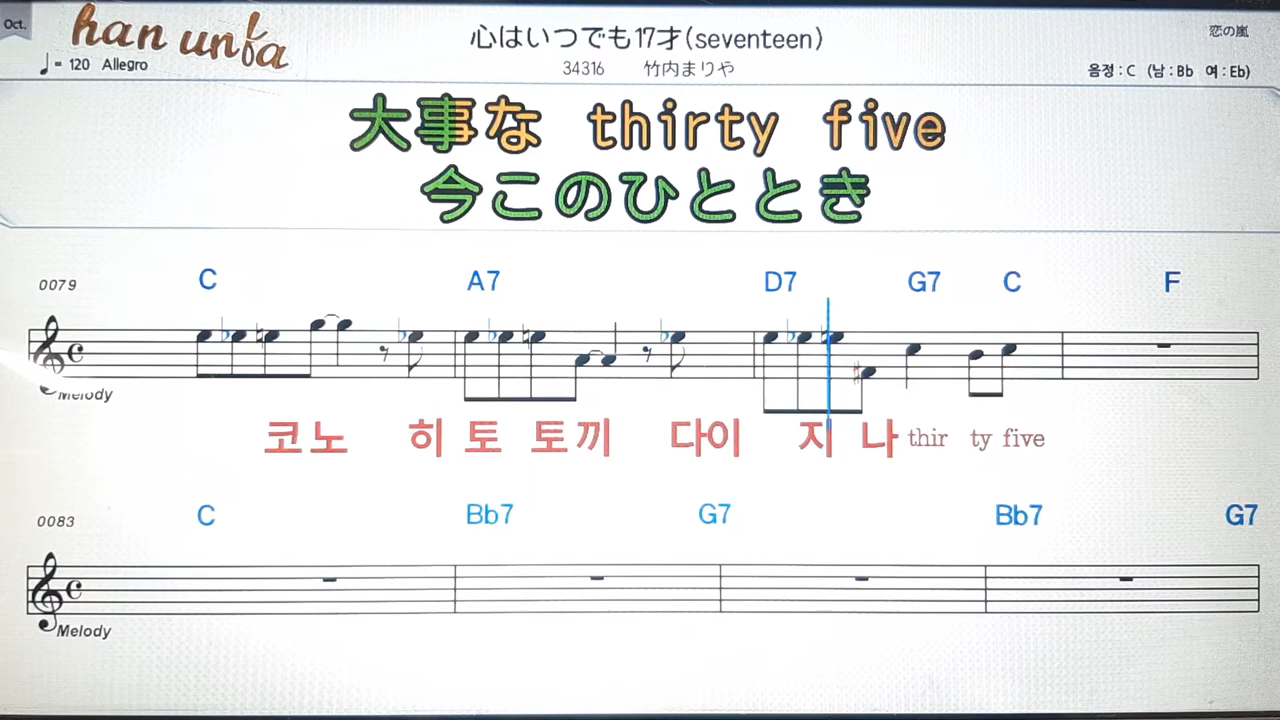 Oct.
han unfa
心はいつでも17才(seventeen)
恋の嵐
= 120 Allegro
34316 竹内まりや
음정 : C (남 : Bb 여 : Eb)
大事な thirty five
今このひととき
0079
C A7 D7 G7 C F
Melody
코노 히 토 토끼 다이 지 나 thir ty five
0083
C Bb7 G7 Bb7 G7
Melody